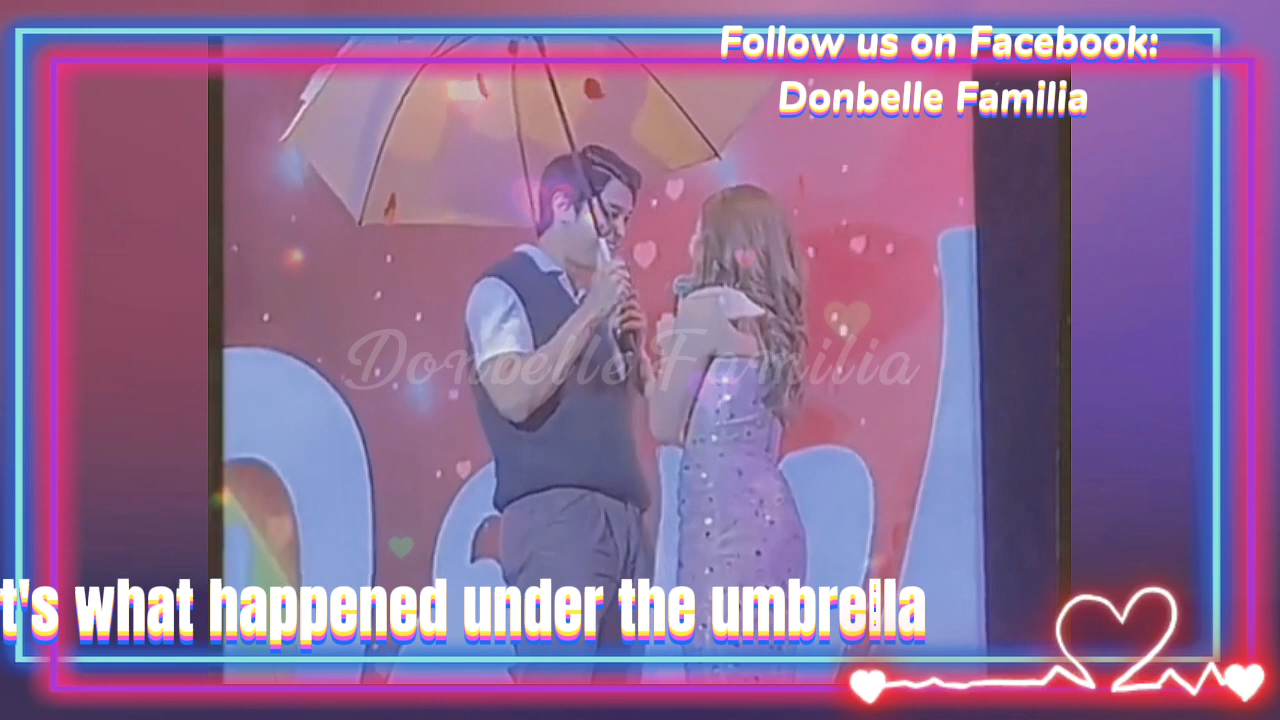 Follow us on Facebook:
Donbelle Familia
Donbelle Familia
t's what happened under the umbrella